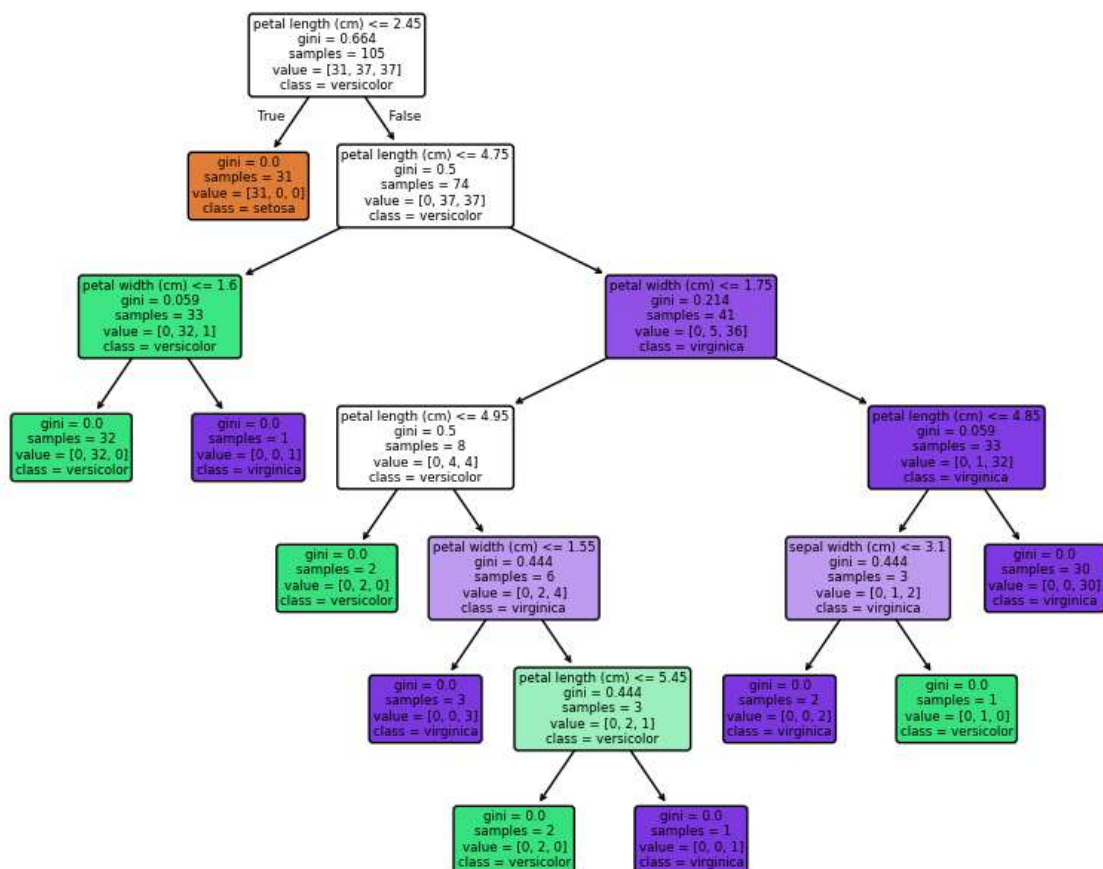 petal length (cm) <= 2.45
gini = 0.664
samples = 105
value = [31, 37, 37]
class = versicolor
True
False
gini = 0.0
samples = 31
value = [31, 0, 0]
class = setosa
petal length (cm) <= 4.75
gini = 0.5
samples = 74
value = [0, 37, 37]
class = versicolor
petal width (cm) <= 1.6
gini = 0.059
samples = 33
value = [0, 32, 1]
class = versicolor
petal width (cm) <= 1.75
gini = 0.214
samples = 41
value = [0, 5, 36]
class = virginica
gini = 0.0
samples = 32
value = [0, 32, 0]
class = versicolor
gini = 0.0
samples = 1
value = [0, 0, 1]
class = virginica
petal length (cm) <= 4.95
gini = 0.5
samples = 8
value = [0, 4, 4]
class = versicolor
petal length (cm) <= 4.85
gini = 0.059
samples = 33
value = [0, 1, 32]
class = virginica
gini = 0.0
samples = 2
value = [0, 2, 0]
class = versicolor
petal width (cm) <= 1.55
gini = 0.444
samples = 6
value = [0, 2, 4]
class = virginica
sepal width (cm) <= 3.1
gini = 0.444
samples = 3
value = [0, 1, 2]
class = virginica
gini = 0.0
samples = 30
value = [0, 0, 30]
class = virginica
gini = 0.0
samples = 3
value = [0, 0, 3]
class = virginica
petal length (cm) <= 5.45
gini = 0.444
samples = 3
value = [0, 2, 1]
class = versicolor
gini = 0.0
samples = 2
value = [0, 0, 2]
class = virginica
gini = 0.0
samples = 1
value = [0, 1, 0]
class = versicolor
gini = 0.0
samples = 2
value = [0, 2, 0]
class = versicolor
gini = 0.0
samples = 1
value = [0, 0, 1]
class = virginica